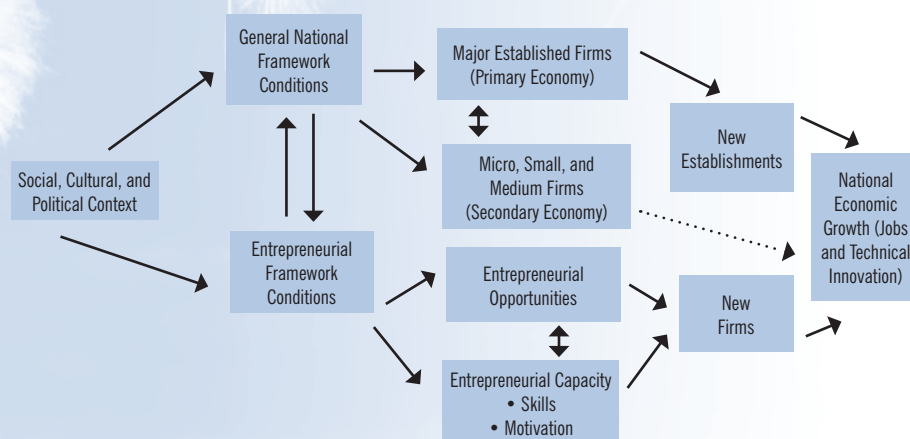 General National
Framework
Conditions
Major Established Firms
(Primary Economy)
New
Establishments
Social, Cultural, and
Political Context
Micro, Small, and
Medium Firms
(Secondary Economy)
National
Economic
Growth (Jobs
and Technical
Innovation)
Entrepreneurial
Framework
Conditions
Entrepreneurial
Opportunities
New
Firms
Entrepreneurial Capacity
• Skills
• Motivation